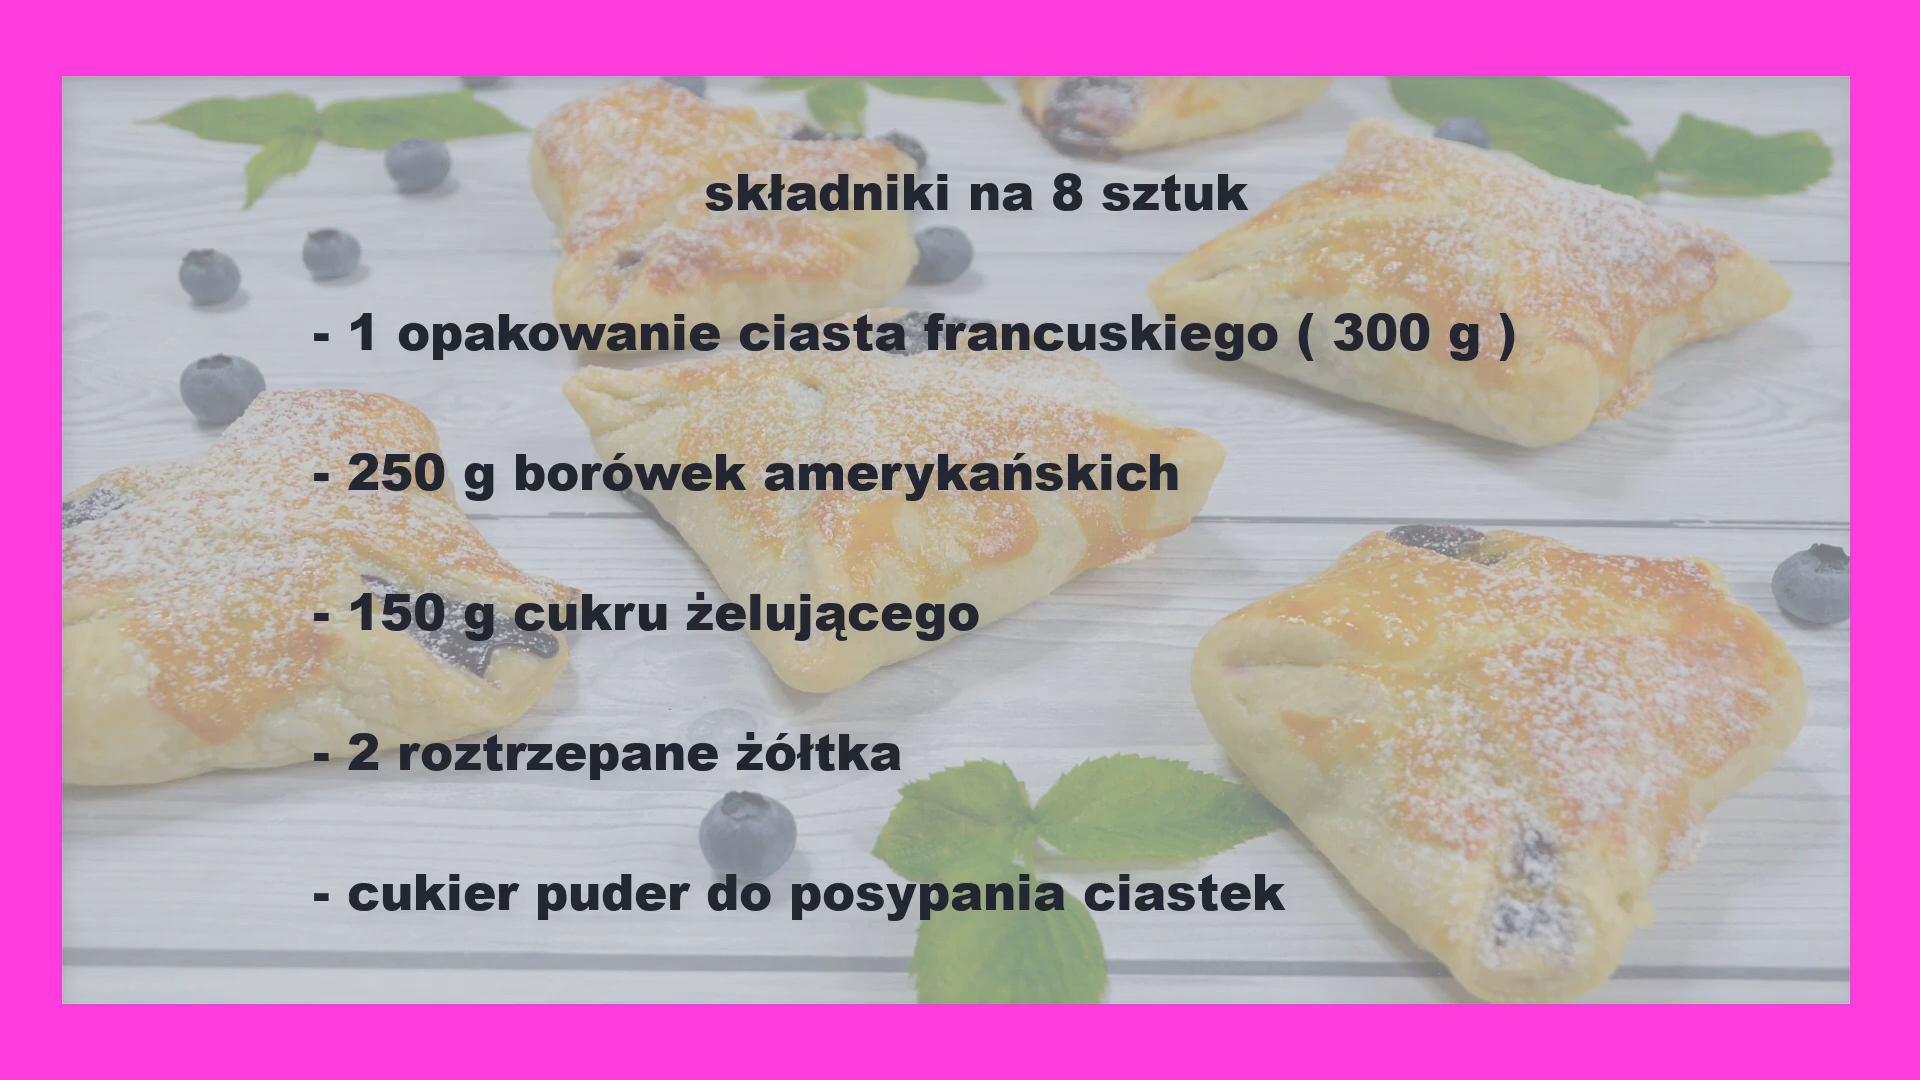 składniki na 8 sztuk
- 1 opakowanie ciasta francuskiego ( 300 g )
- 250 g borówek amerykańskich
- 150 g cukru żelującego
- 2 roztrzepane żółtka
- cukier puder do posypania ciastek